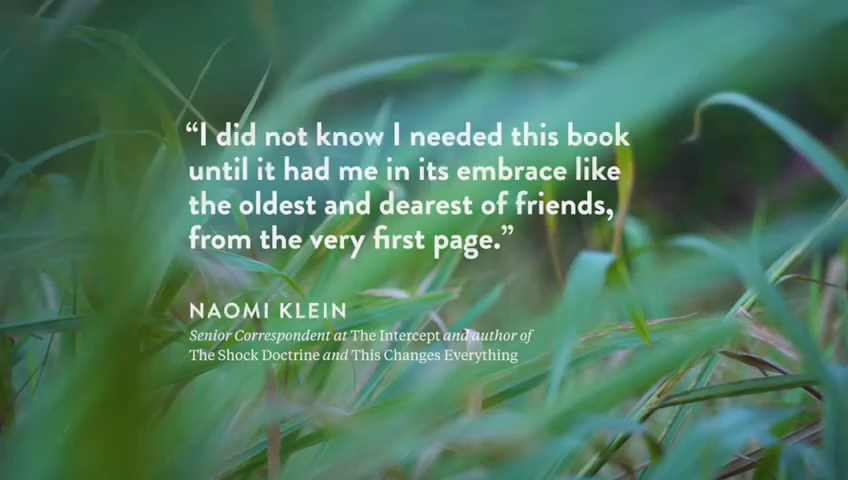 “I did not know I needed this book
until it had me in its embrace like
the oldest and dearest of friends,
from the very first page.”
NAOMI KLEIN
Senior Correspondent at The Intercept and author of
The Shock Doctrine and This Changes Everything